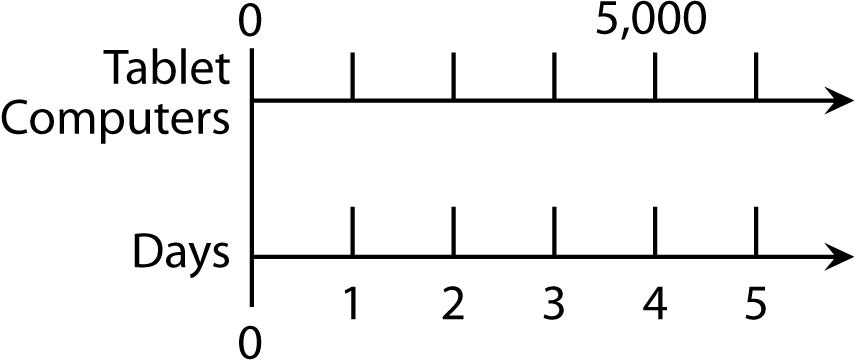 0 5,000
Tablet
Computers
Days
1 2 3 4 5
0